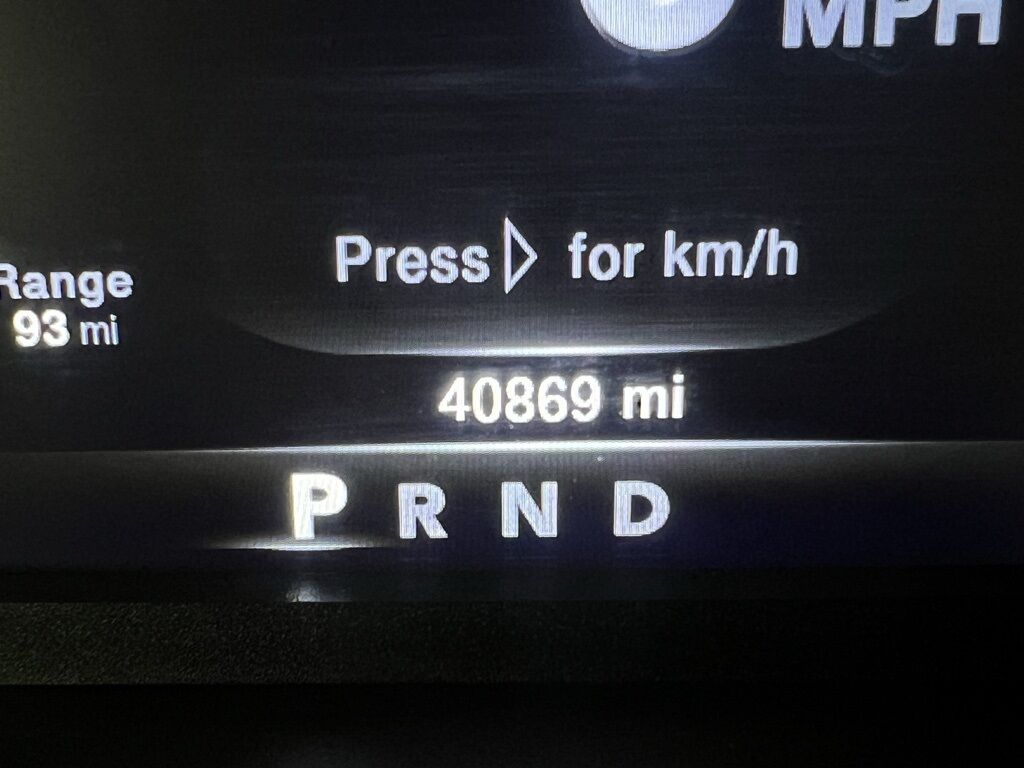 MPH
Press ▷ for km/h
Range
93 mi
40869 mi
P R N D